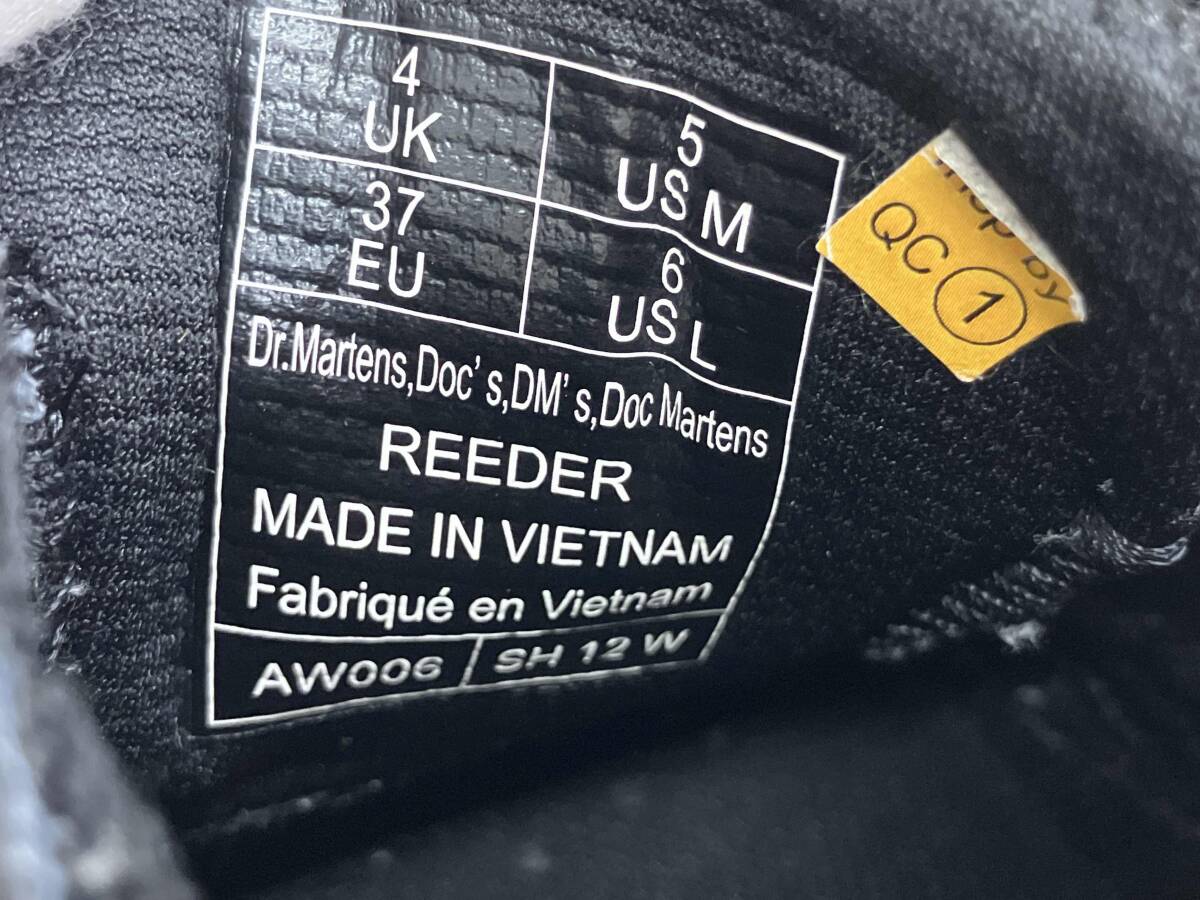 4
UK
5
US M
37
EU
6
US L
Dr.Martens,Doc's,DM's,Doc Martens
REEDER
MADE IN VIETNAM
Fabriqué en Vietnam
AW006
SH 12 W
by
QC 1